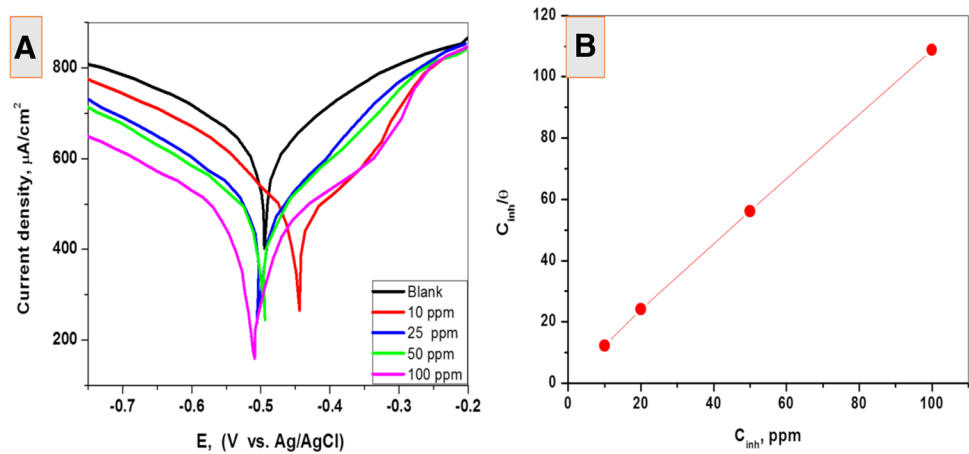 A
Current density, µA/cm²
800
600
400
200
-0.7
-0.6
-0.5
-0.4
-0.3
-0.2
E, (V vs. Ag/AgCl)
Blank
10 ppm
25 ppm
50 ppm
100 ppm
B
C_inh/Θ
120
100
80
60
40
20
0
0
20
40
60
80
100
C_inh, ppm